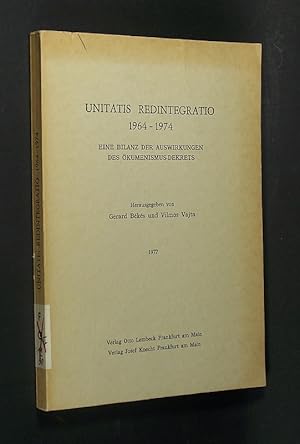 UNITATIS REDINTEGRATIO
1964 - 1974
EINE BILANZ DER AUSWIRKUNGEN
DES ÖKUMENISMUSDEKRETS
Herausgegeben von
Gerard Békés und Vilmos Vajta
1977
Verlag Otto Lembeck Frankfurt am Main
Verlag Josef Knecht Frankfurt am Main
UNITATIS REDINTEGRATIO 1964-1974